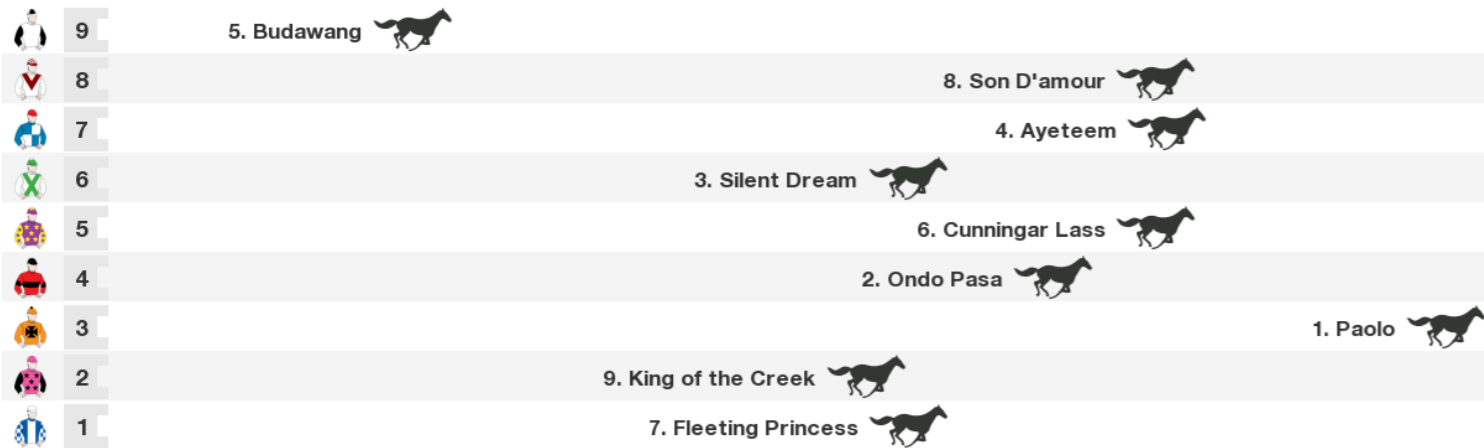 9 5. Budawang
8 8. Son D'amour
7 4. Ayeteem
6 3. Silent Dream
5 6. Cunningar Lass
4 2. Ondo Pasa
3 1. Paolo
2 9. King of the Creek
1 7. Fleeting Princess